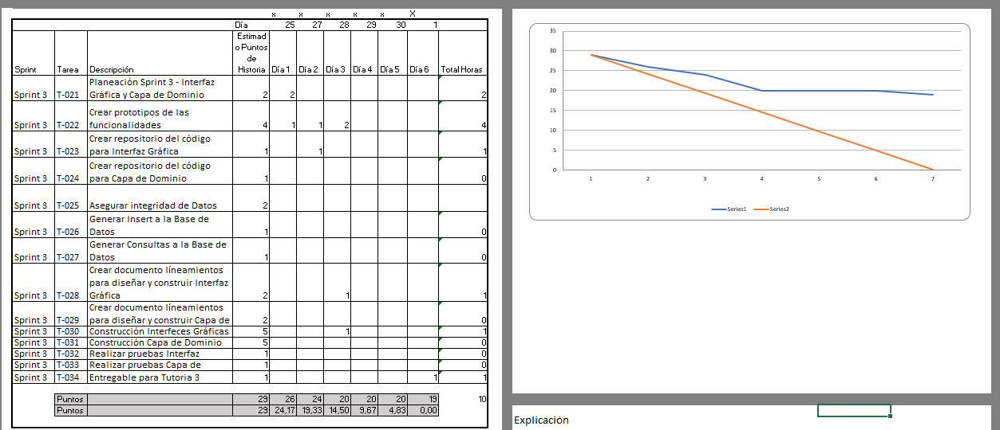 x x x x x X
Día 25 27 28 29 30 1
Estimad
o Puntos
de
Sprint Tarea Descripción Historia Día 1 Día 2 Día 3 Día 4 Día 5 Día 6 Total Horas
Planeación Sprint 3 - Interfaz
Sprint 3 T-021 Gráfica y Capa de Dominio 2 2 2
Crear prototipos de las
Sprint 3 T-022 funcionalidades 4 1 1 2 4
Crear repositorio del código
Sprint 3 T-023 para Interfaz Gráfica 1 1 1
Crear repositorio del código
Sprint 3 T-024 para Capa de Dominio 1 0
Sprint 3 T-025 Asegurar integridad de Datos 2
Generar Insert a la Base de
Sprint 3 T-026 Datos 1 0
Generar Consultas a la Base de
Sprint 3 T-027 Datos 1 0
Crear documento líneamientos
para diseñar y construir Interfaz
Sprint 3 T-028 Gráfica 2 1 1
Crear documento líneamientos
Sprint 3 T-029 para diseñar y construir Capa de 2 0
Sprint 3 T-030 Construcción Interfeces Gráficas 5 1 1
Sprint 3 T-031 Construcción Capa de Dominio 5 0
Sprint 3 T-032 Realizar pruebas Interfaz 1 0
Sprint 3 T-033 Realizar pruebas Capa de 1 0
Sprint 3 T-034 Entregable para Tutoria 3 1 1 1
Puntos 29 26 24 20 20 20 19 10
Puntos 29 24,17 19,33 14,50 9,67 4,83 0,00
35
30
25
20
15
10
5
0
1 2 3 4 5 6 7
Series1 Series2
Explicación